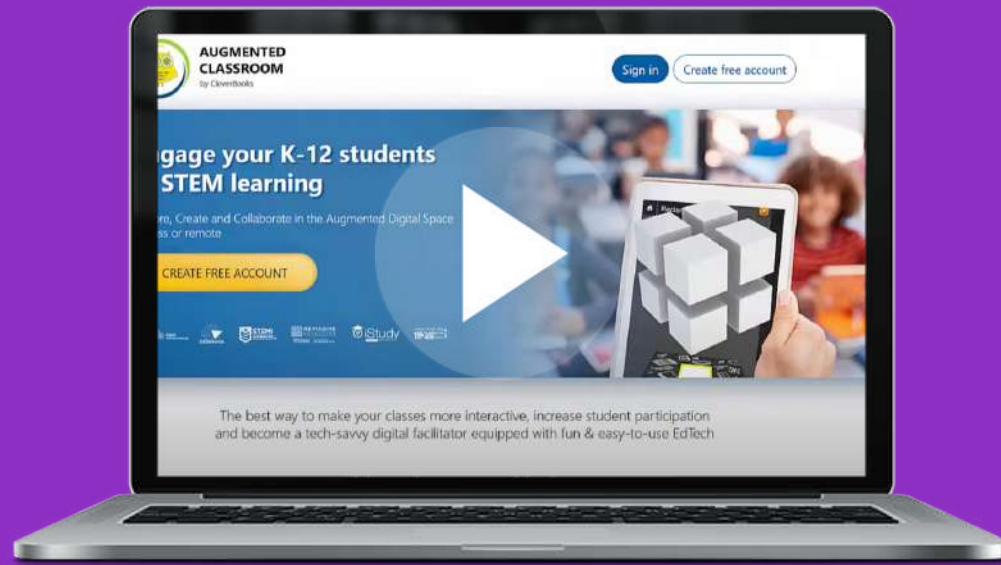 AUGMENTED
CLASSROOM
by CleverBooks
Sign in
Create free account
gage your K-12 students
STEM learning
re, Create and Collaborate in the Augmented Digital Space
ss or remote
CREATE FREE ACCOUNT
STEMI
iStudy
The best way to make your classes more interactive, increase student participation
and become a tech-savvy digital facilitator equipped with fun & easy-to-use EdTech